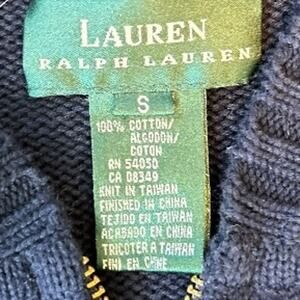 LAUREN
RALPH LAUREN
S
100% COTTON/
ALGODON/
COTON
RN 54050
CA 08349
KNIT IN TAIWAN
FINISHED IN CHINA
TEJIDO EN TAIWAN
ACABADO EN CHINA
TRICOTER A TAIWAN
FINI EN CHINE